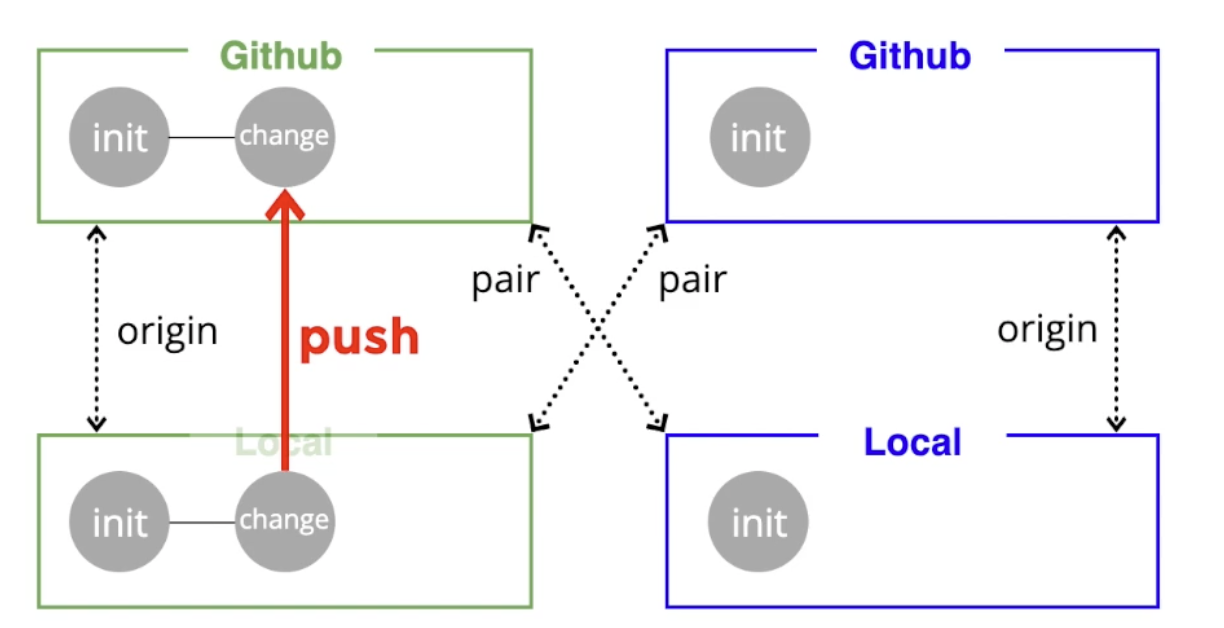 Github
init
change
Github
init
pair
pair
origin
push
origin
Local
init
change
Local
init